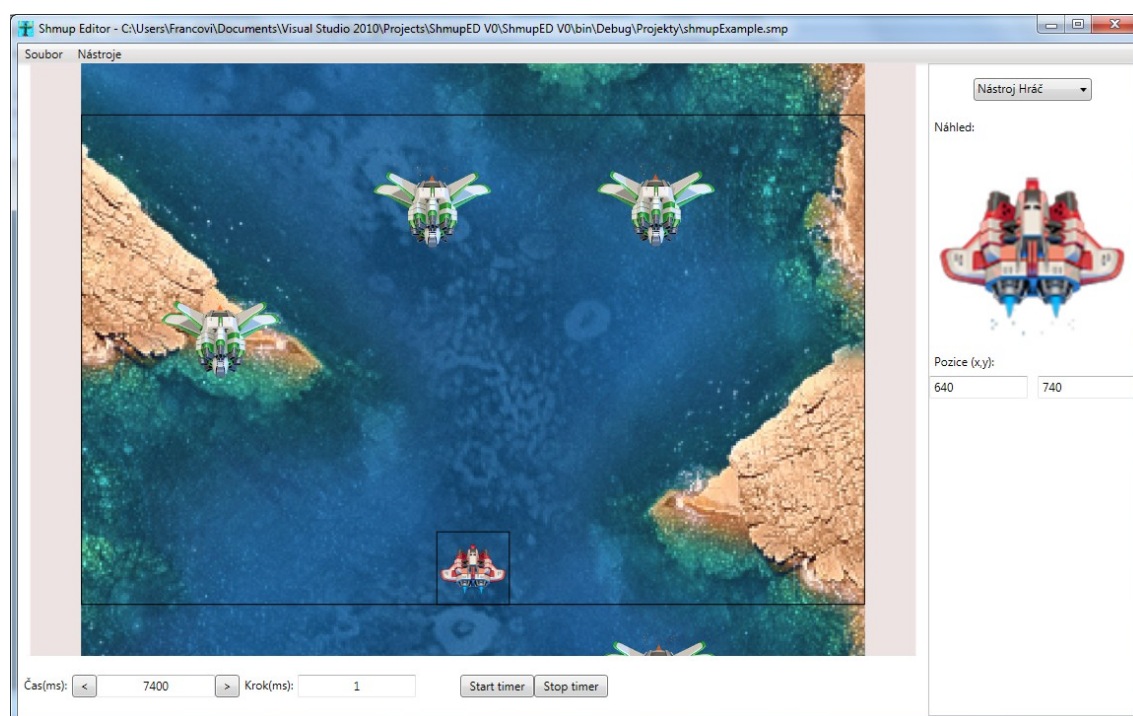 Shmup Editor - C:\Users\Francovi\Documents\Visual Studio 2010\Projects\ShmupED V0\ShmupED V0\bin\Debug\Projekty\shmupExample.smp
Soubor Nástroje
Nástroj Hráč
Náhled:
Pozice (x,y):
640 740
Čas(ms): < 7400 > Krok(ms): 1 Start timer Stop timer